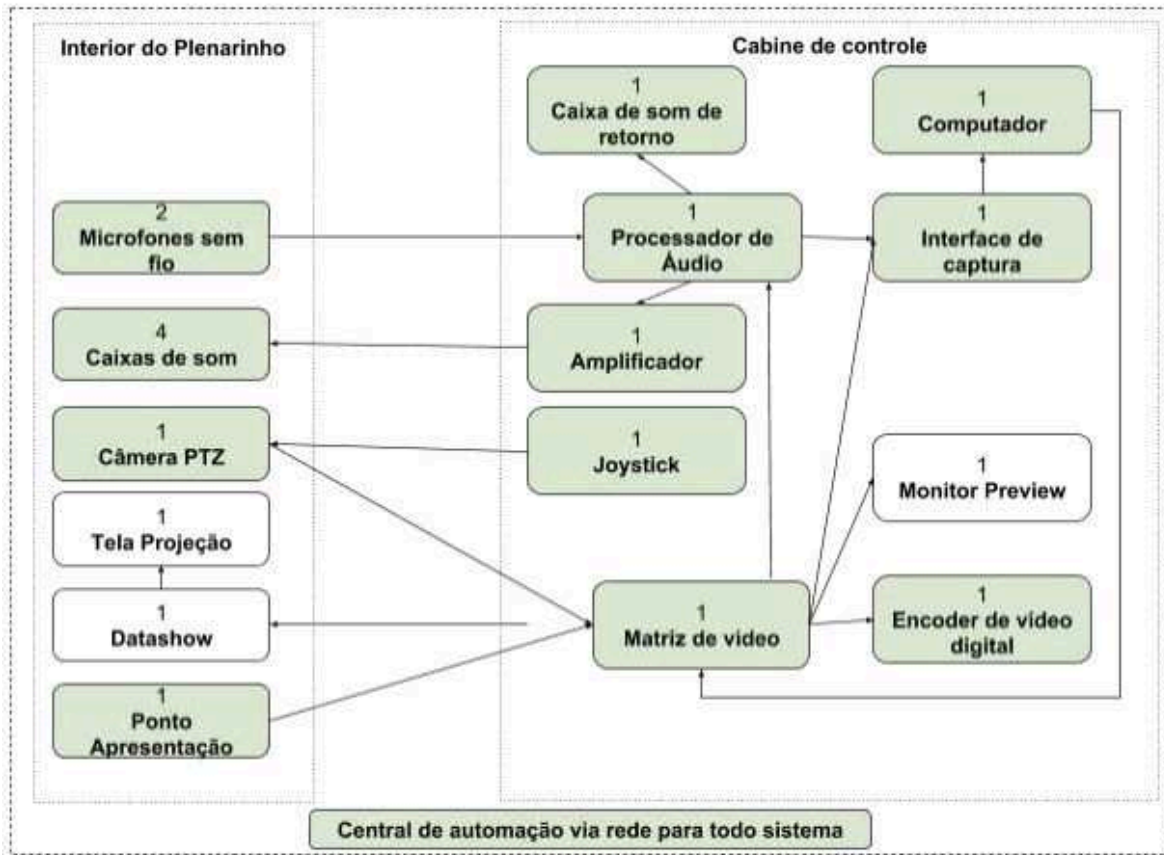 Interior do Plenarinho
2
Microfones sem
fio
4
Caixas de som
1
Câmera PTZ
1
Tela Projeção
1
Datashow
1
Ponto
Apresentação
Cabine de controle
1
Caixa de som de
retorno
1
Computador
1
Processador de
Áudio
1
Interface de
captura
1
Amplificador
1
Joystick
1
Monitor Preview
1
Matriz de vídeo
1
Encoder de vídeo
digital
Central de automação via rede para todo sistema